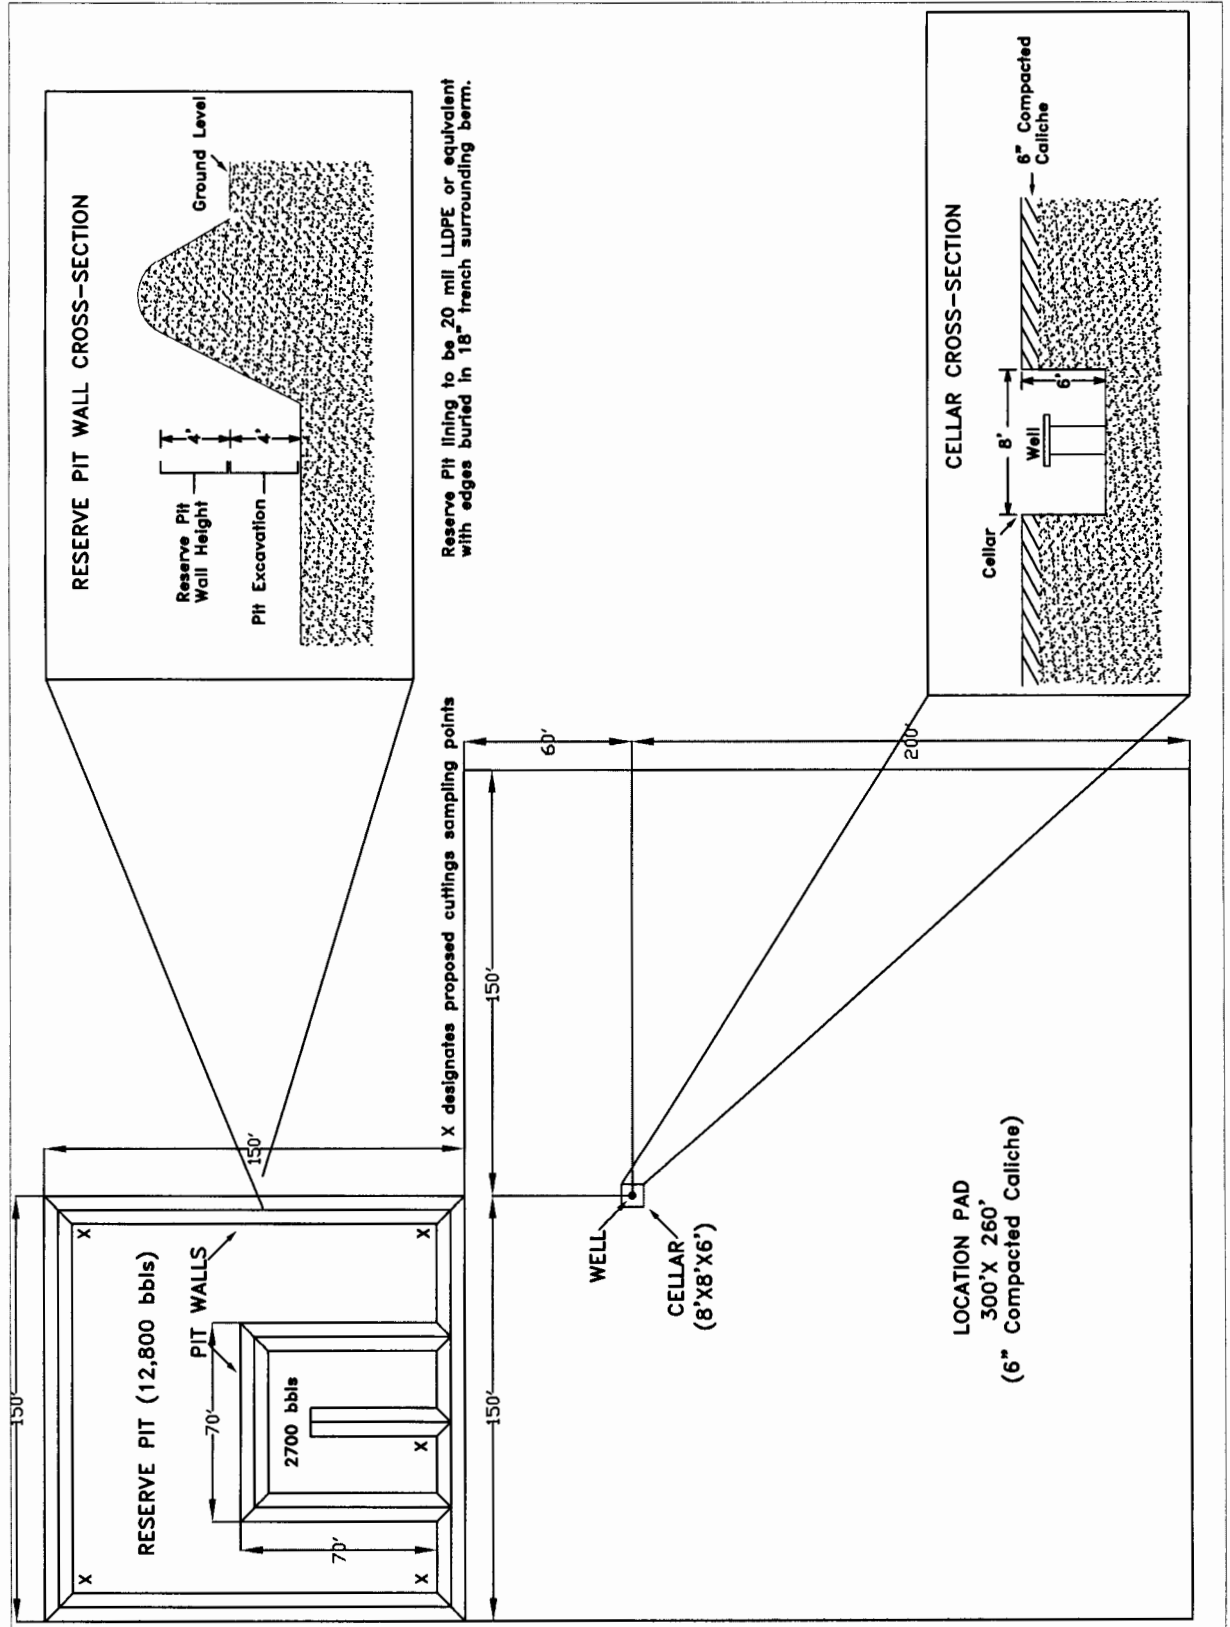 RESERVE PIT WALL CROSS-SECTION
Ground Level
Reserve Pit
Wall Height
4'
Pit Excavation
4'
Reserve Pit lining to be 20 mil LLDPE or equivalent
with edges buried in 18" trench surrounding berm.
150'
RESERVE PIT (12,800 bbls)
PIT WALLS
70'
2700 bbls
70'
X
X
X
X
X
150'
X designates proposed cuttings sampling points
150'
150'
60'
200'
WELL
CELLAR
(8'X8'X6')
LOCATION PAD
300'X 260'
(6" Compacted Caliche)
CELLAR CROSS-SECTION
Cellar
8'
Well
6'
6" Compacted
Caliche